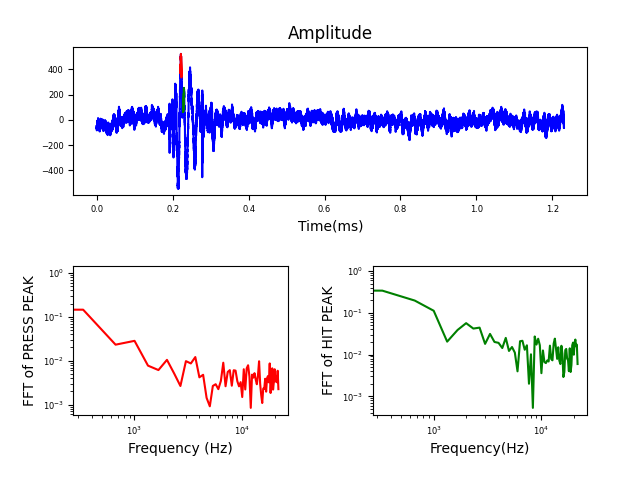 Amplitude
400
200
0
−200
−400
0.0 0.2 0.4 0.6 0.8 1.0 1.2
Time(ms)
FFT of PRESS PEAK
10⁰
10⁻¹
10⁻²
10⁻³
10³ 10⁴
Frequency (Hz)
FFT of HIT PEAK
10⁰
10⁻¹
10⁻²
10⁻³
10³ 10⁴
Frequency(Hz)